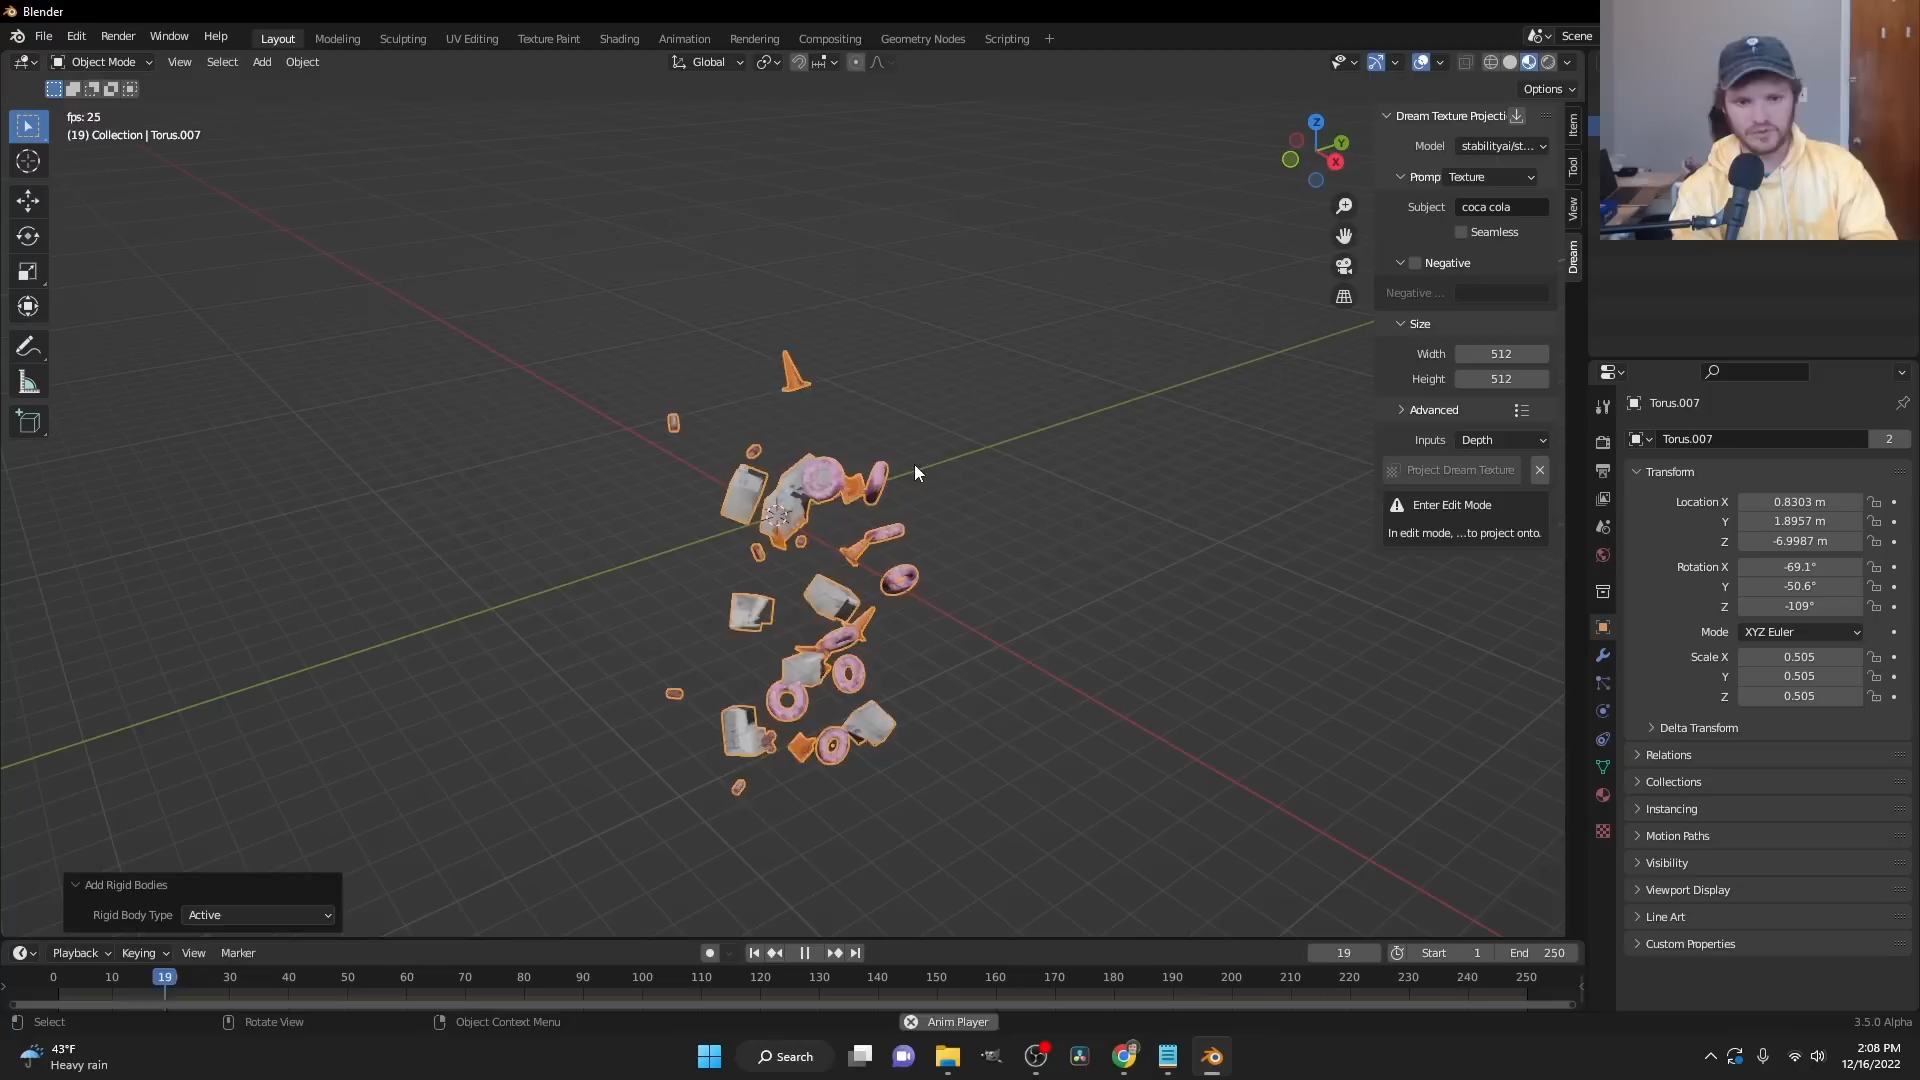 Blender
File Edit Render Window Help
Layout Modeling Sculpting UV Editing Texture Paint Shading Animation Rendering Compositing Geometry Nodes Scripting +
Scene
Object Mode View Select Add Object
Global
Options
fps: 25
(19) Collection | Torus.007
Z
Y
X
Dream Texture Projecti
Model stabilityai/st...
Promp Texture
Subject coca cola
Seamless
Negative
Negative ...
Size
Width 512
Height 512
Advanced
Inputs Depth
Project Dream Texture
Enter Edit Mode
In edit mode, ...to project onto.
Item
Tool
View
Dream
Torus.007
Torus.007 2
Transform
Location X 0.8303 m
Y 1.8957 m
Z -6.9987 m
Rotation X -69.1°
Y -50.6°
Z -109°
Mode XYZ Euler
Scale X 0.505
Y 0.505
Z 0.505
Delta Transform
Relations
Collections
Instancing
Motion Paths
Visibility
Viewport Display
Line Art
Custom Properties
Add Rigid Bodies
Rigid Body Type Active
Playback Keying View Marker
19 Start 1 End 250
0 10 19 30 40 50 60 70 80 90 100 110 120 130 140 150 160 170 180 190 200 210 220 230 240 250
Select Rotate View Object Context Menu Anim Player 3.5.0 Alpha
43°F
Heavy rain
Search
2:08 PM
12/16/2022